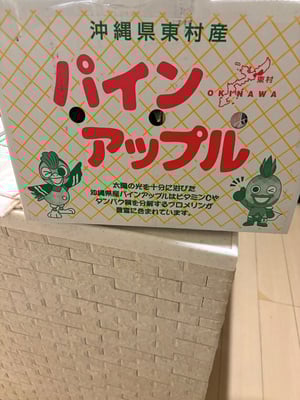 沖縄県東村産
パイン
アップル
東村
OKINAWA
太陽の光を十分に浴びた
沖縄県産パインアップルはビタミンCや
タンパク質を分解するブロメリンが
豊富に含まれています。